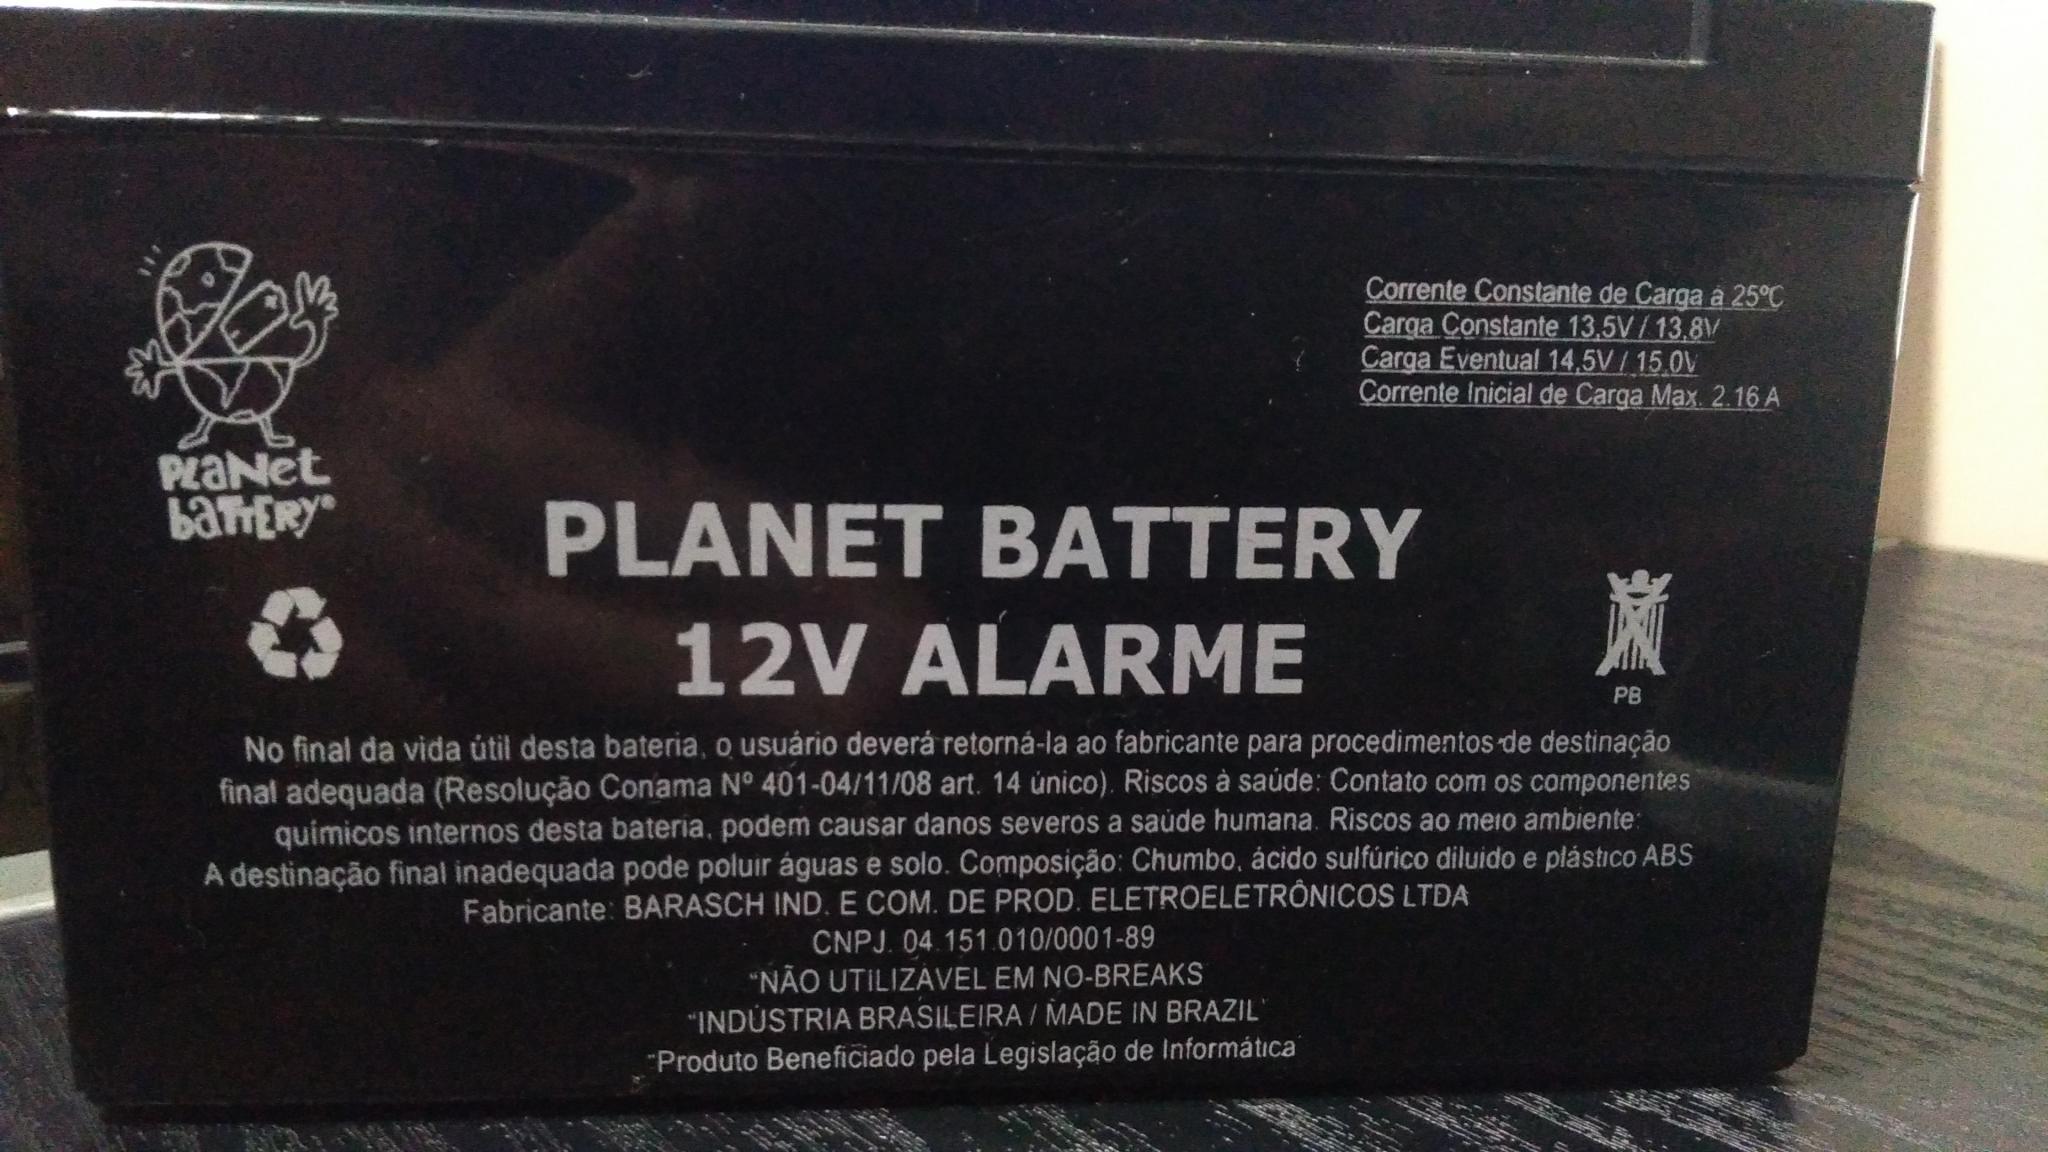 PLaNet
baTTERy®
Corrente Constante de Carga à 25ºC
Carga Constante 13,5V / 13,8V
Carga Eventual 14,5V / 15,0V
Corrente Inicial de Carga Max. 2.16 A
PLANET BATTERY
12V ALARME
PB
No final da vida útil desta bateria, o usuário deverá retorná-la ao fabricante para procedimentos de destinação
final adequada (Resolução Conama Nº 401-04/11/08 art. 14 único). Riscos à saúde: Contato com os componentes
químicos internos desta bateria, podem causar danos severos a saúde humana. Riscos ao meio ambiente:
A destinação final inadequada pode poluir águas e solo. Composição: Chumbo, ácido sulfúrico diluido e plástico ABS
Fabricante: BARASCH IND. E COM. DE PROD. ELETROELETRÔNICOS LTDA
CNPJ. 04.151.010/0001-89
"NÃO UTILIZÁVEL EM NO-BREAKS
"INDÚSTRIA BRASILEIRA / MADE IN BRAZIL"
"Produto Beneficiado pela Legislação de Informática